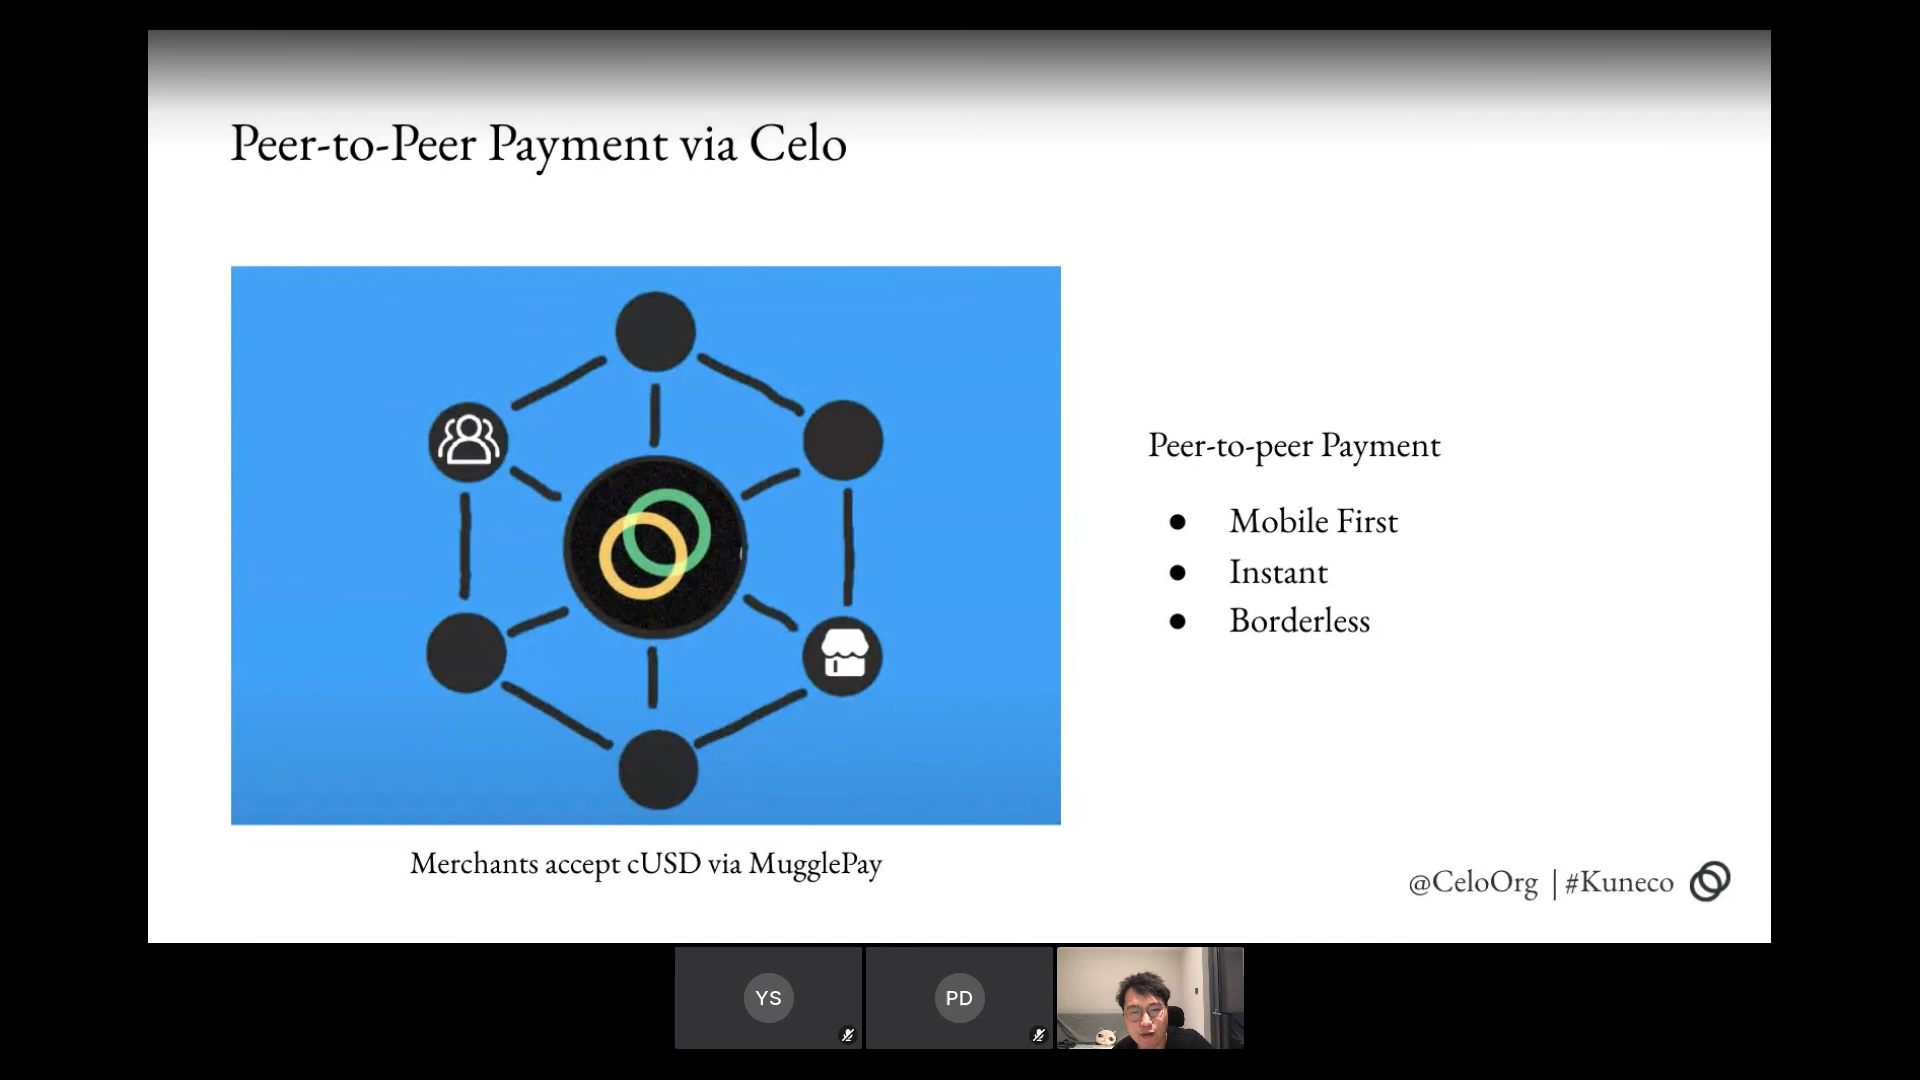 Peer-to-Peer Payment via Celo
Peer-to-peer Payment
● Mobile First
● Instant
● Borderless
Merchants accept cUSD via MugglePay
@CeloOrg | #Kuneco
YS
PD